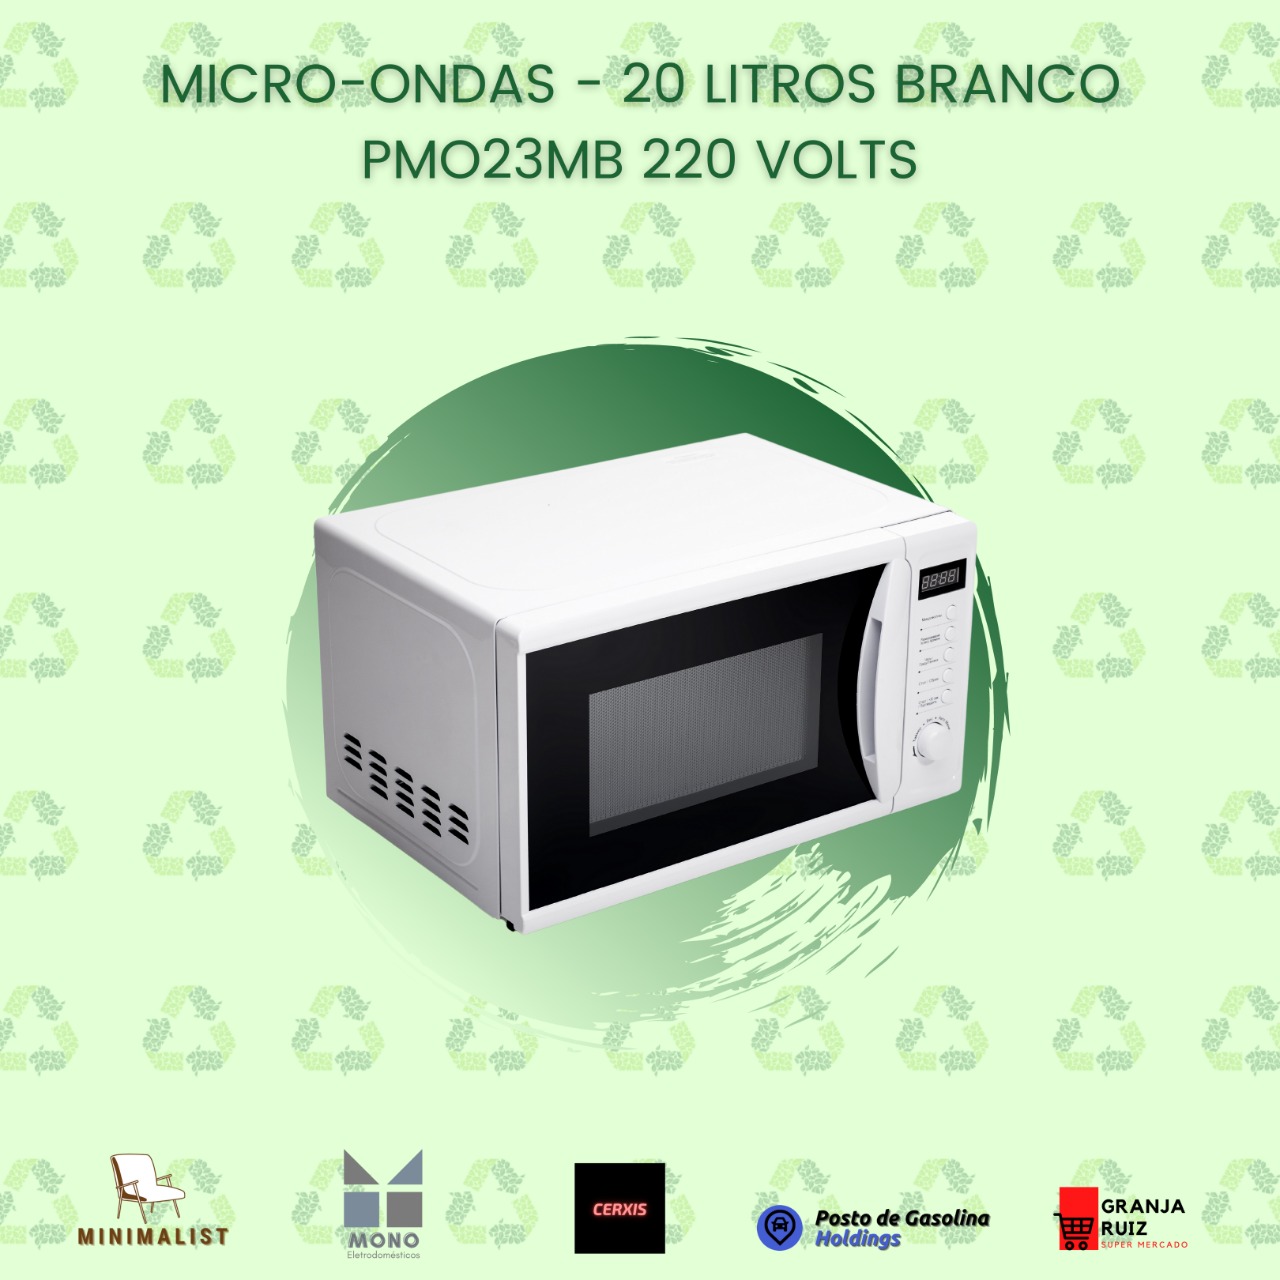 MICRO-ONDAS - 20 LITROS BRANCO
PMO23MB 220 VOLTS
MINIMALIST
MONO
Eletrodomésticos
CERXIS
Posto de Gasolina
Holdings
GRANJA
RUIZ
SUPER MERCADO